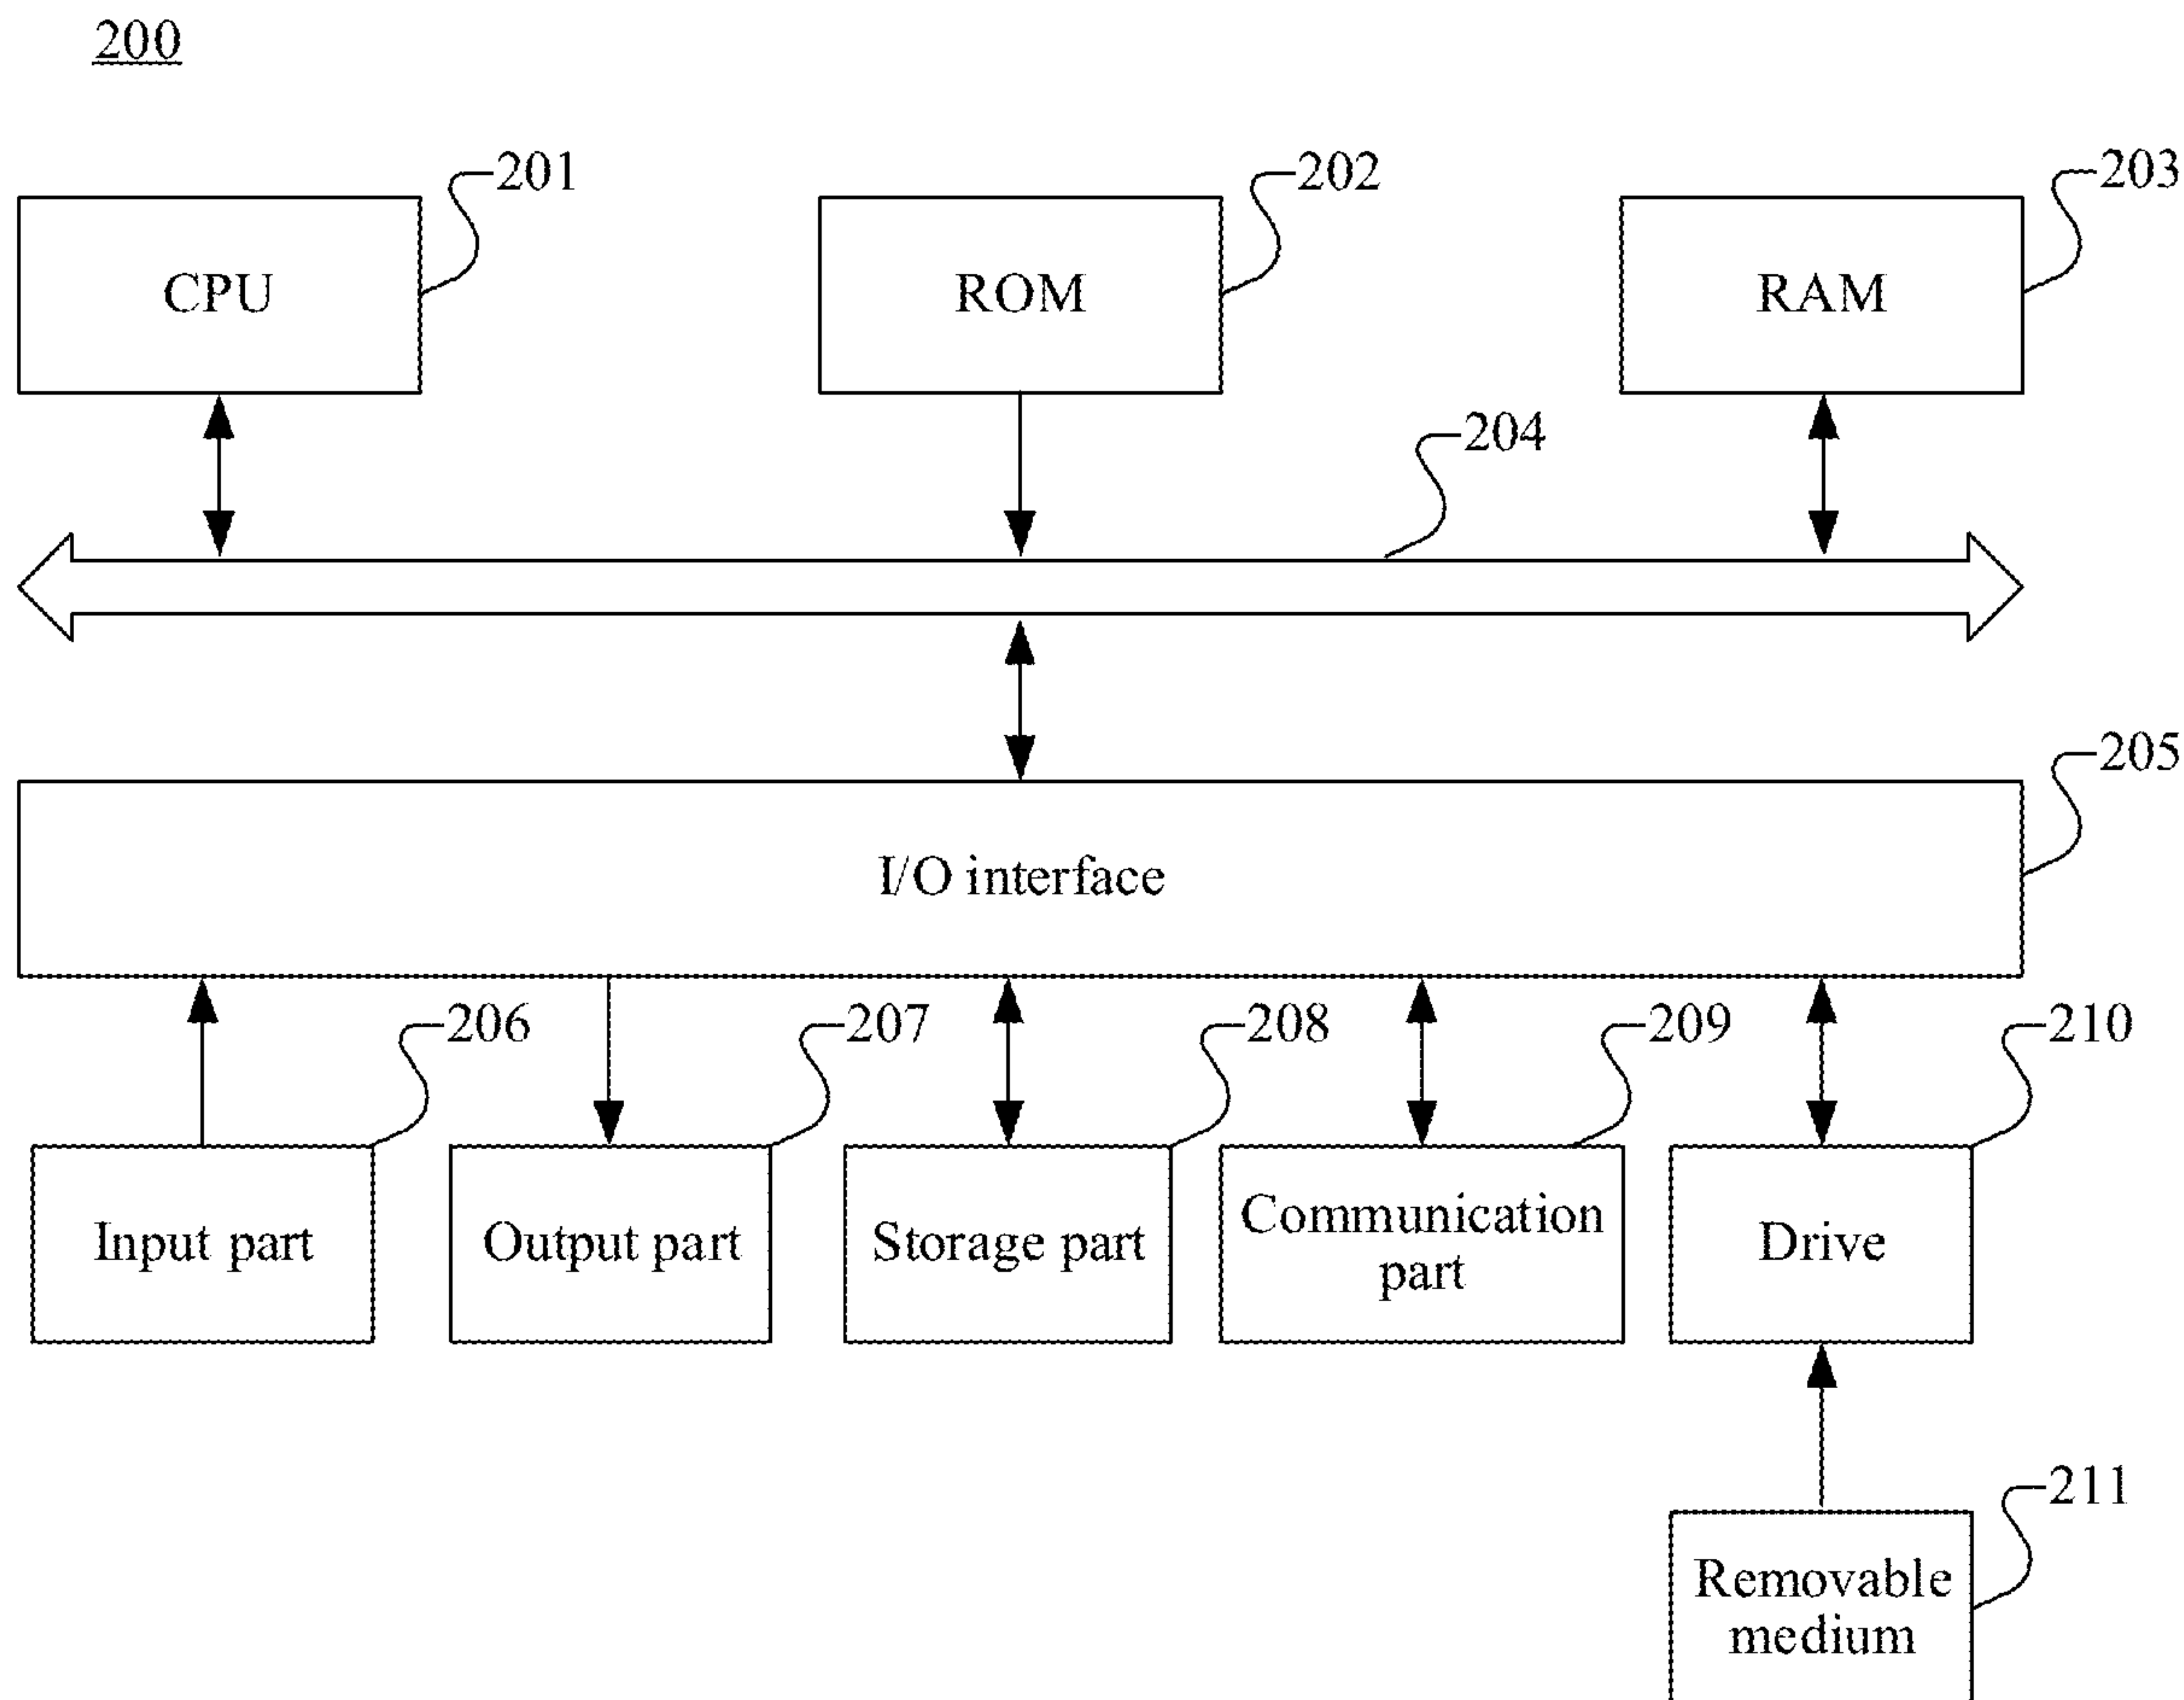 200
201
202
203
CPU
ROM
RAM
204
205
I/O interface
206
207
208
209
210
Input part
Output part
Storage part
Communication
part
Drive
211
Removable
medium